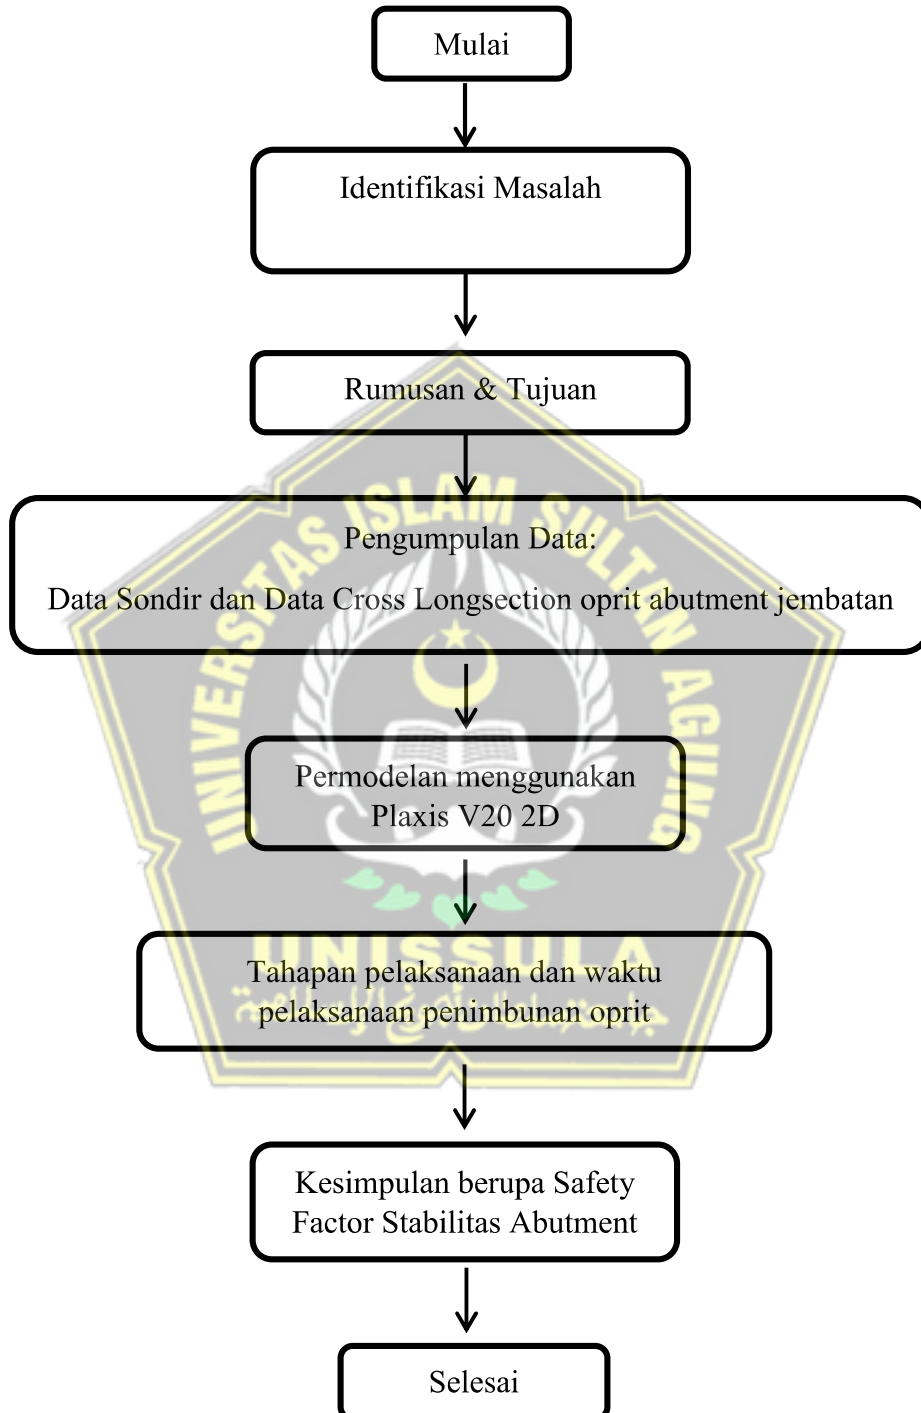 Mulai
Identifikasi Masalah
Rumusan & Tujuan
Pengumpulan Data:
Data Sondir dan Data Cross Longsection oprit abutment jembatan
Permodelan menggunakan
Plaxis V20 2D
Tahapan pelaksanaan dan waktu
pelaksanaan penimbunan oprit
Kesimpulan berupa Safety
Factor Stabilitas Abutment
Selesai
UNIVERSITAS ISLAM SULTAN AGUNG
UNISSULA